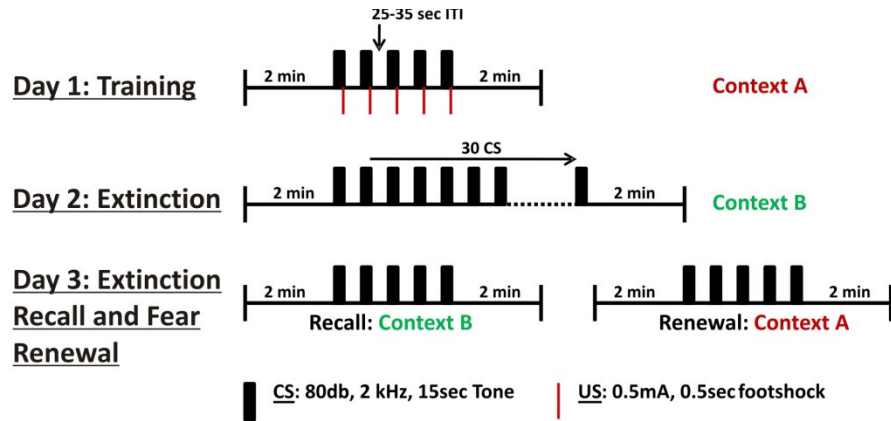 25-35 sec ITI
Day 1: Training
2 min
2 min
Context A
30 CS
Day 2: Extinction
2 min
2 min
Context B
Day 3: Extinction
Recall and Fear
Renewal
2 min
2 min
Recall: Context B
2 min
2 min
Renewal: Context A
CS: 80db, 2 kHz, 15sec Tone
US: 0.5mA, 0.5sec footshock